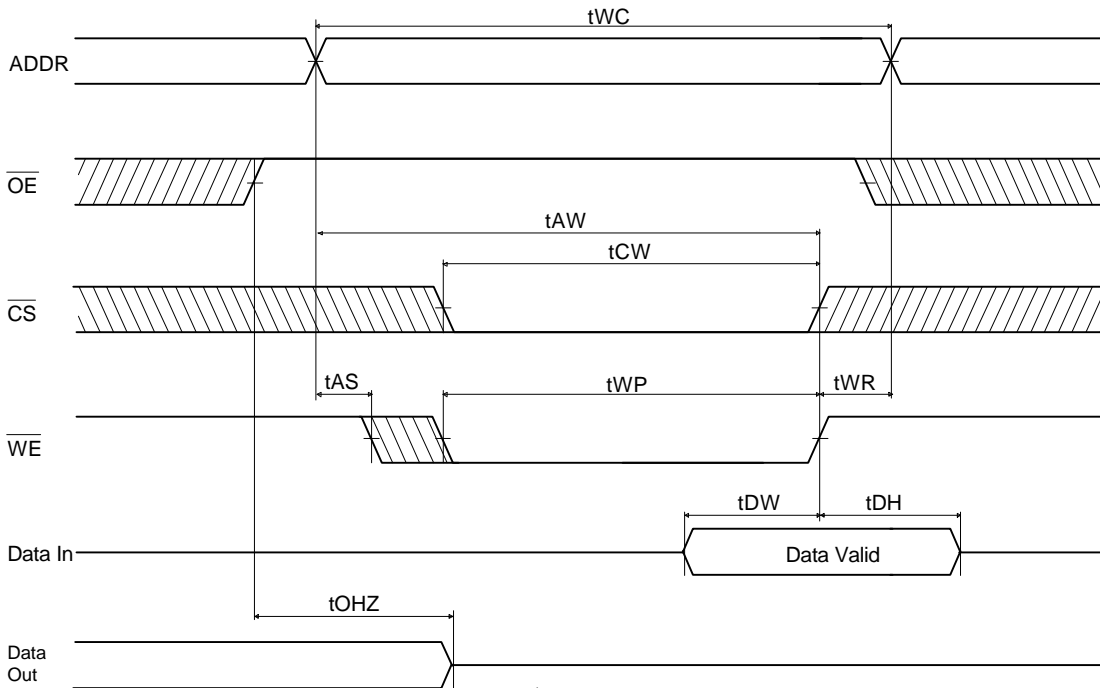 tWC
ADDR
OE
tAW
tCW
CS
tAS
tWP
tWR
WE
tDW
tDH
Data In
Data Valid
tOHZ
Data
Out